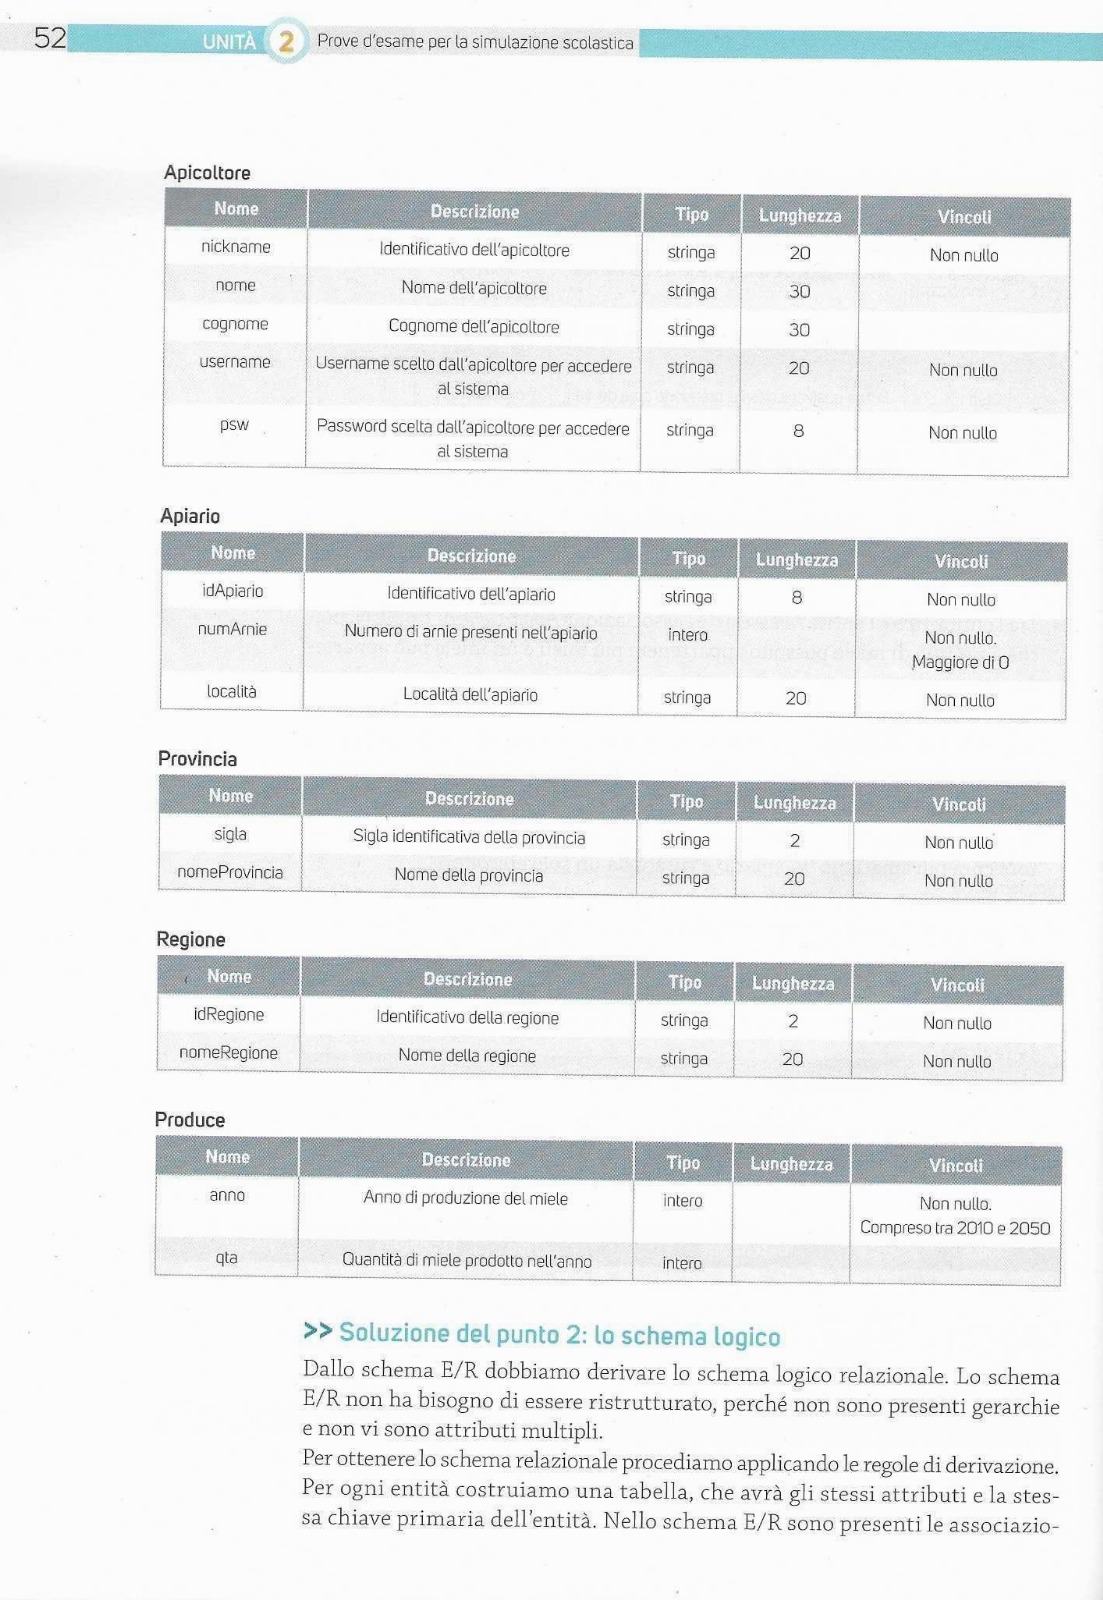 52 UNITÀ 2 Prove d'esame per la simulazione scolastica
Apicoltore
Nome Descrizione Tipo Lunghezza Vincoli
nickname Identificativo dell'apicoltore stringa 20 Non nullo
nome Nome dell'apicoltore stringa 30
cognome Cognome dell'apicoltore stringa 30
username Username scelto dall'apicoltore per accedere stringa 20 Non nullo
al sistema
psw Password scelta dall'apicoltore per accedere stringa 8 Non nullo
al sistema
Apiario
Nome Descrizione Tipo Lunghezza Vincoli
idApiario Identificativo dell'apiario stringa 8 Non nullo
numArnie Numero di arnie presenti nell'apiario intero Non nullo.
Maggiore di 0
località Località dell'apiario stringa 20 Non nullo
Provincia
Nome Descrizione Tipo Lunghezza Vincoli
sigla Sigla identificativa della provincia stringa 2 Non nullo
nomeProvincia Nome della provincia stringa 20 Non nullo
Regione
Nome Descrizione Tipo Lunghezza Vincoli
idRegione Identificativo della regione stringa 2 Non nullo
nomeRegione Nome della regione stringa 20 Non nullo
Produce
Nome Descrizione Tipo Lunghezza Vincoli
anno Anno di produzione del miele intero Non nullo.
Compreso tra 2010 e 2050
qta Quantità di miele prodotto nell'anno intero
>> Soluzione del punto 2: lo schema logico
Dallo schema E/R dobbiamo derivare lo schema logico relazionale. Lo schema
E/R non ha bisogno di essere ristrutturato, perché non sono presenti gerarchie
e non vi sono attributi multipli.
Per ottenere lo schema relazionale procediamo applicando le regole di derivazione.
Per ogni entità costruiamo una tabella, che avrà gli stessi attributi e la stes-
sa chiave primaria dell'entità. Nello schema E/R sono presenti le associazio-